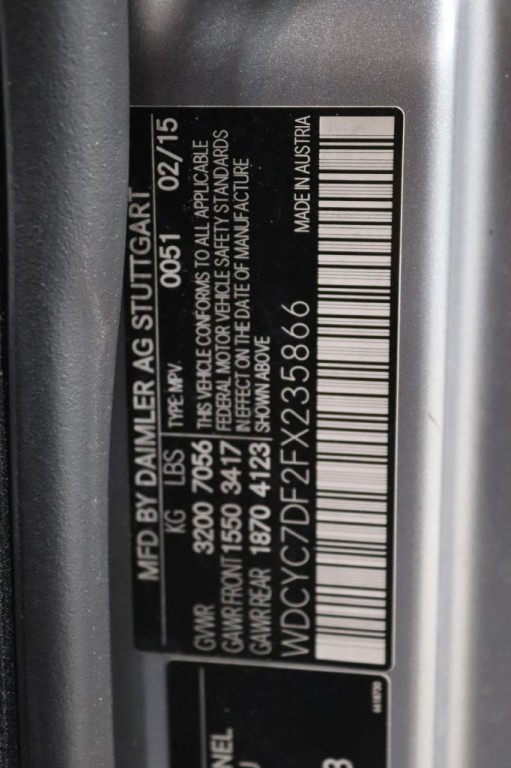 MFD BY DAIMLER AG STUTTGART
KG LBS TYPE: MPV 0051 02/15
GVWR 3200 7056 THIS VEHICLE CONFORMS TO ALL APPLICABLE
GAWR FRONT 1550 3417 FEDERAL MOTOR VEHICLE SAFETY STANDARDS
GAWR REAR 1870 4123 IN EFFECT ON THE DATE OF MANUFACTURE
SHOWN ABOVE
WDCYC7DF2FX235866 MADE IN AUSTRIA
NEL